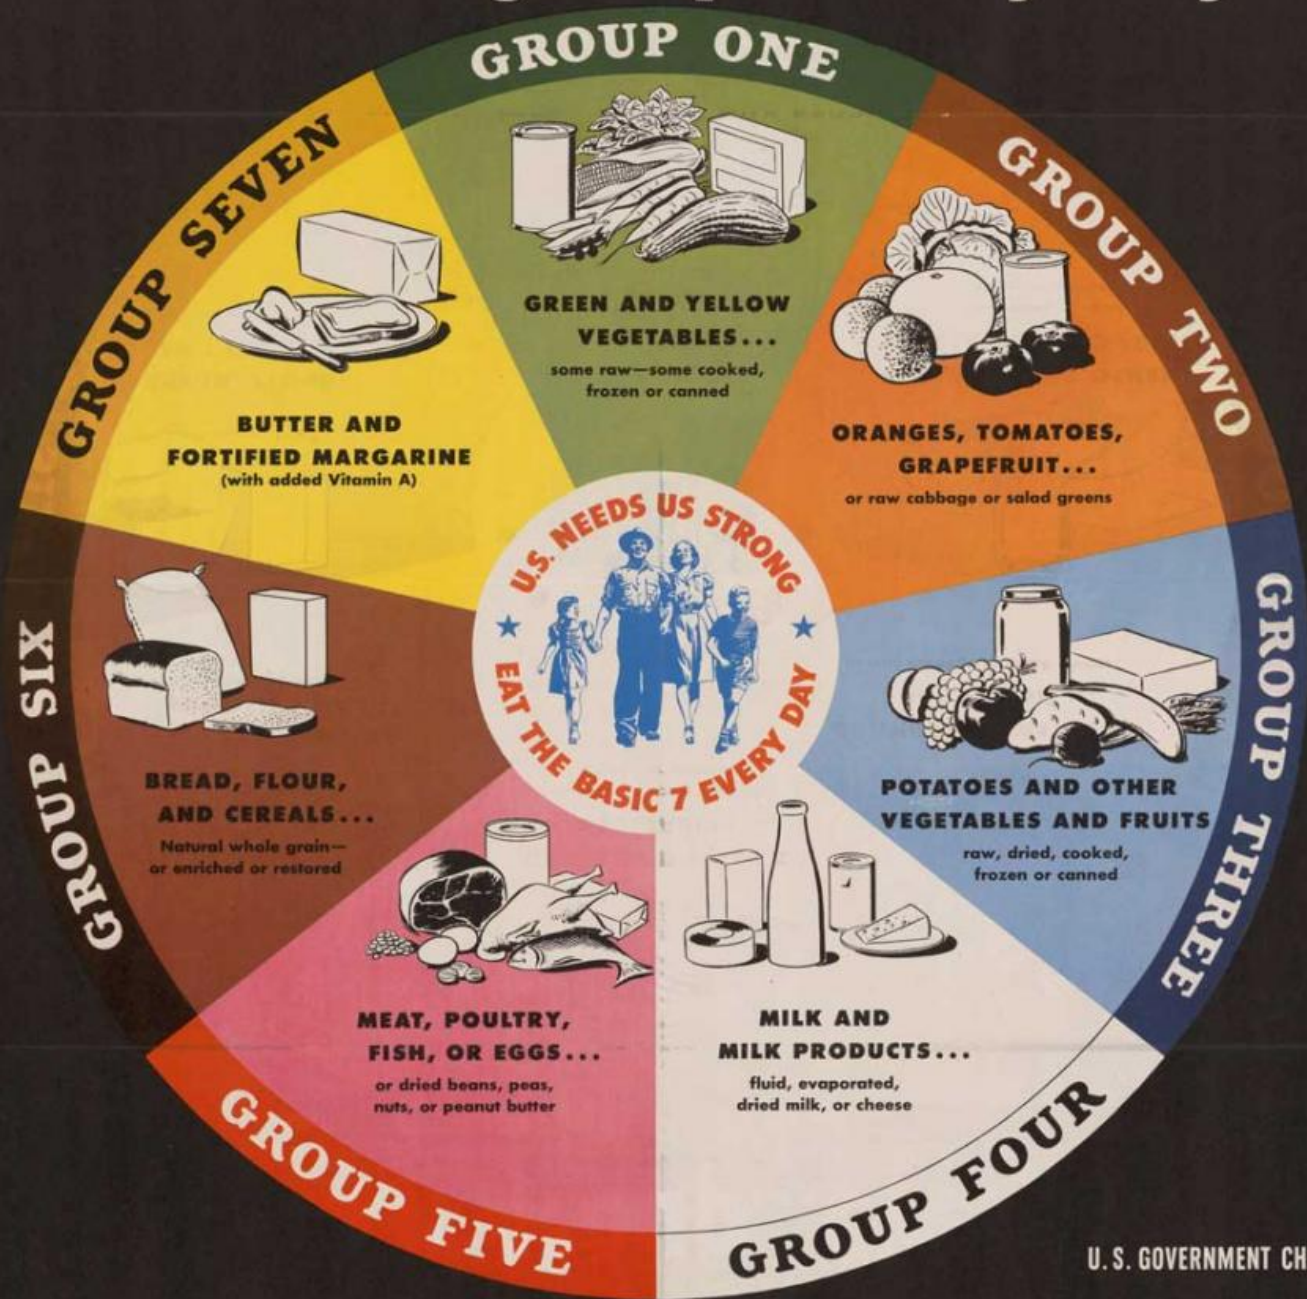 GROUP ONE
GREEN AND YELLOW
VEGETABLES...
some raw—some cooked,
frozen or canned
GROUP TWO
ORANGES, TOMATOES,
GRAPEFRUIT...
or raw cabbage or salad greens
GROUP THREE
POTATOES AND OTHER
VEGETABLES AND FRUITS
raw, dried, cooked,
frozen or canned
GROUP FOUR
MILK AND
MILK PRODUCTS...
fluid, evaporated,
dried milk, or cheese
GROUP FIVE
MEAT, POULTRY,
FISH, OR EGGS...
or dried beans, peas,
nuts, or peanut butter
GROUP SIX
BREAD, FLOUR,
AND CEREALS...
Natural whole grain—
or enriched or restored
GROUP SEVEN
BUTTER AND
FORTIFIED MARGARINE
(with added Vitamin A)
U.S. NEEDS US STRONG
EAT THE BASIC 7 EVERY DAY
U. S. GOVERNMENT